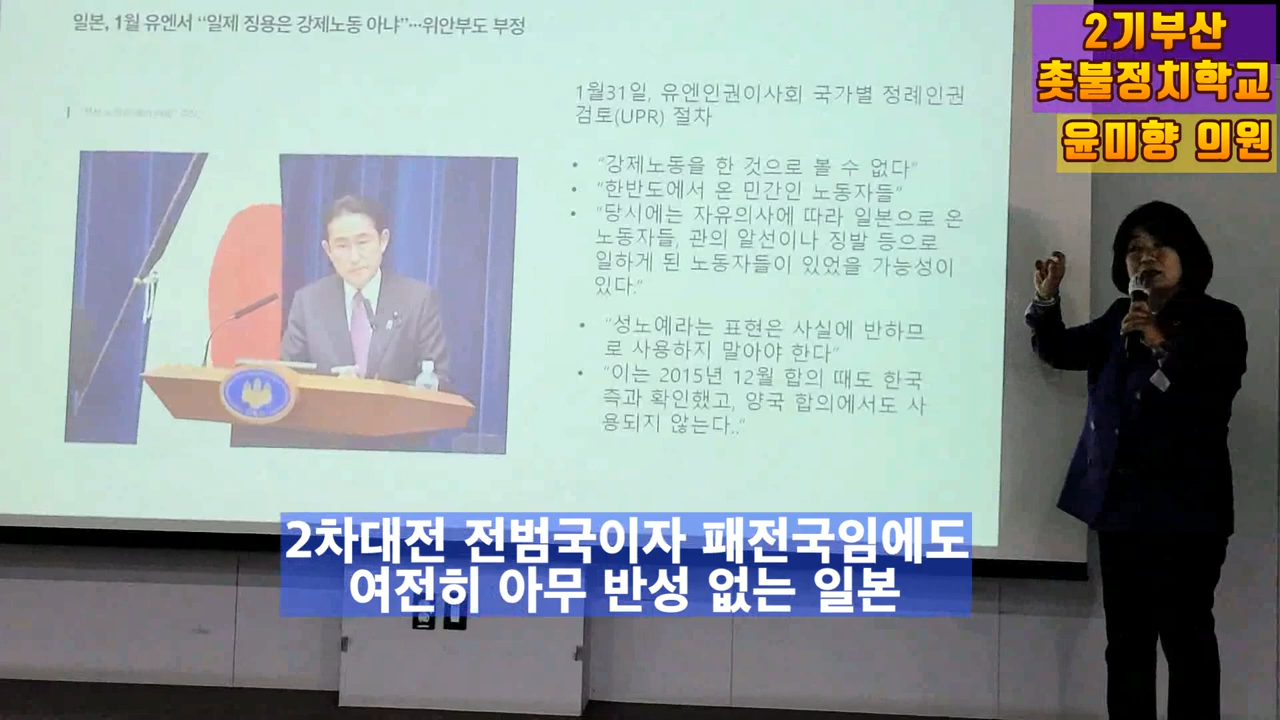 일본, 1월 유엔서 “일제 징용은 강제노동 아냐”…위안부도 부정
1월31일, 유엔인권이사회 국가별 정례인권
검토(UPR) 절차
• “강제노동을 한 것으로 볼 수 없다”
• “한반도에서 온 민간인 노동자들”
• “당시에는 자유의사에 따라 일본으로 온
노동자들, 관의 알선이나 징발 등으로
일하게 된 노동자들이 있었을 가능성이
있다.”
• “성노예라는 표현은 사실에 반하므
로 사용하지 말아야 한다”
• “이는 2015년 12월 합의 때도 한국
측과 확인했고, 양국 합의에서도 사
용되지 않는다..”
2기부산
촛불정치학교
윤미향 의원
2차대전 전범국이자 패전국임에도
여전히 아무 반성 없는 일본